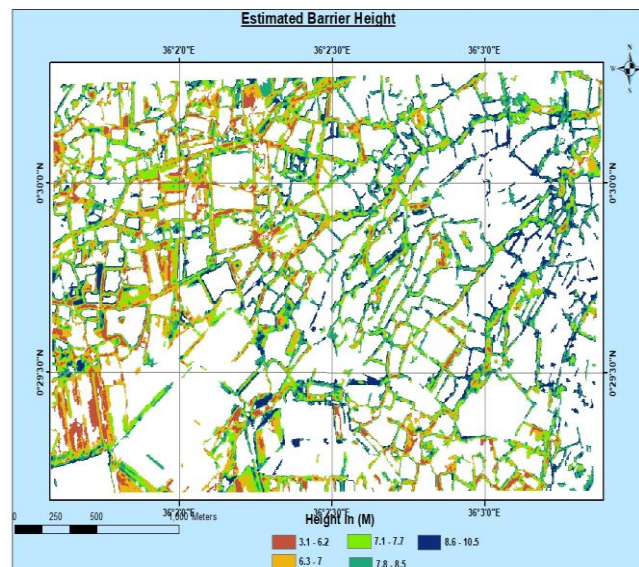 Estimated Barrier Height
36°2'0"E 36°2'30"E 36°3'0"E
N
W
S
0°30'0"N 0°30'0"N
0°29'30"N 0°29'30"N
36°2'0"E 36°2'30"E 36°3'0"E
0 250 500 1,000 Meters
Height In (M)
3.1 - 6.2 7.1 - 7.7 8.6 - 10.5
6.3 - 7 7.8 - 8.5